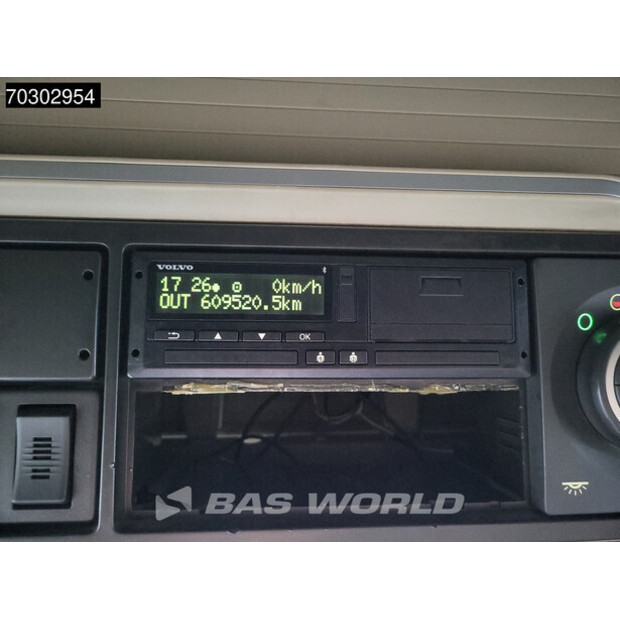 70302954
VOLVO
17 26 0km/h
OUT 609520.5km
OK
BAS WORLD